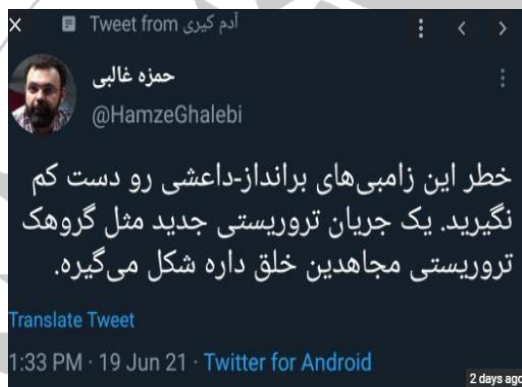 Tweet from آدم گیری
حمزه غالبی
@HamzeGhalebi
خطر این زامبی‌های برانداز-داعشی رو دست کم
نگیرید. یک جریان تروریستی جدید مثل گروهک
تروریستی مجاهدین خلق داره شکل می‌گیره.
Translate Tweet
1:33 PM · 19 Jun 21 · Twitter for Android
2 days ago